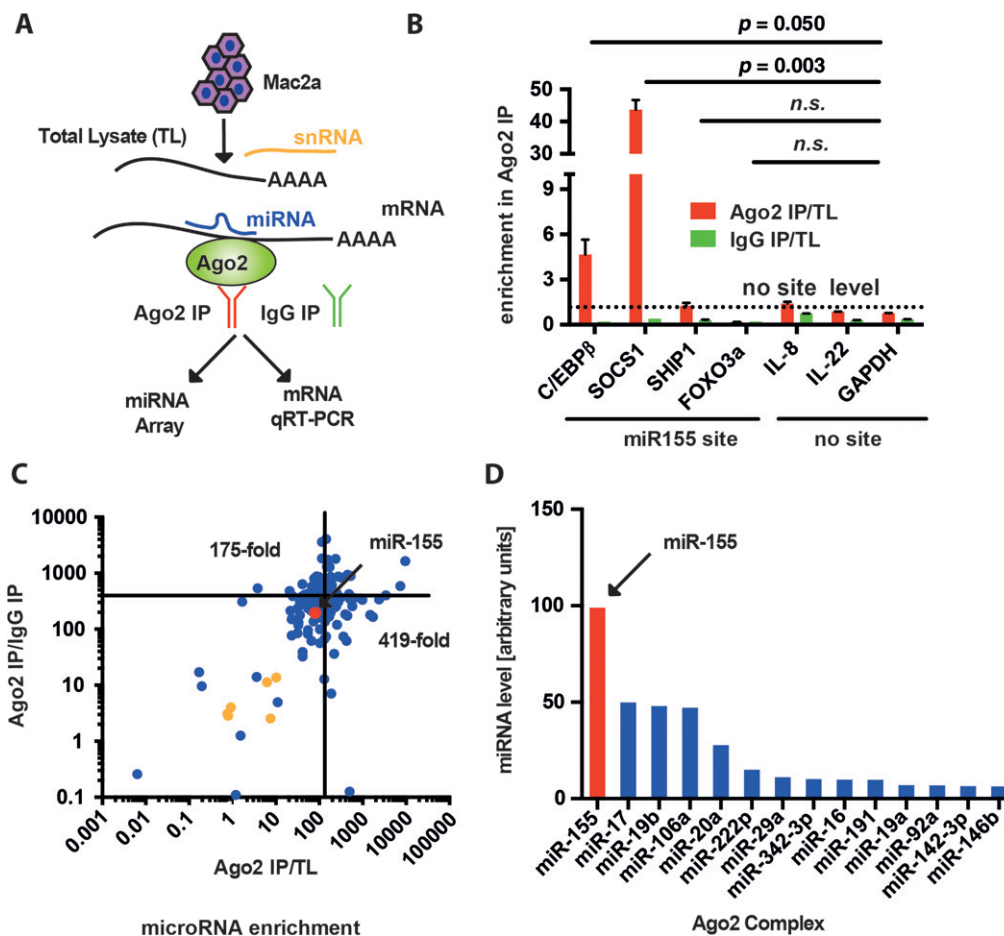 A
Mac2a
Total Lysate (TL)
snRNA
AAAA
miRNA
mRNA
AAAA
Ago2
Ago2 IP
IgG IP
miRNA
Array
mRNA
qRT-PCR
B
p = 0.050
p = 0.003
n.s.
n.s.
enrichment in Ago2 IP
50
40
30
9
6
3
0
Ago2 IP/TL
IgG IP/TL
no site level
C/EBPβ
SOCS1
SHIP1
FOXO3a
IL-8
IL-22
GAPDH
miR155 site
no site
C
Ago2 IP/IgG IP
10000
1000
100
10
1
0.1
175-fold
miR-155
419-fold
0.001
0.01
0.1
1
10
100
1000
10000
100000
Ago2 IP/TL
microRNA enrichment
D
miRNA level [arbitrary units]
150
100
50
0
miR-155
miR-155
miR-17
miR-19b
miR-106a
miR-20a
miR-222p
miR-29a
miR-342-3p
miR-16
miR-191
miR-19a
miR-92a
miR-142-3p
miR-146b
Ago2 Complex